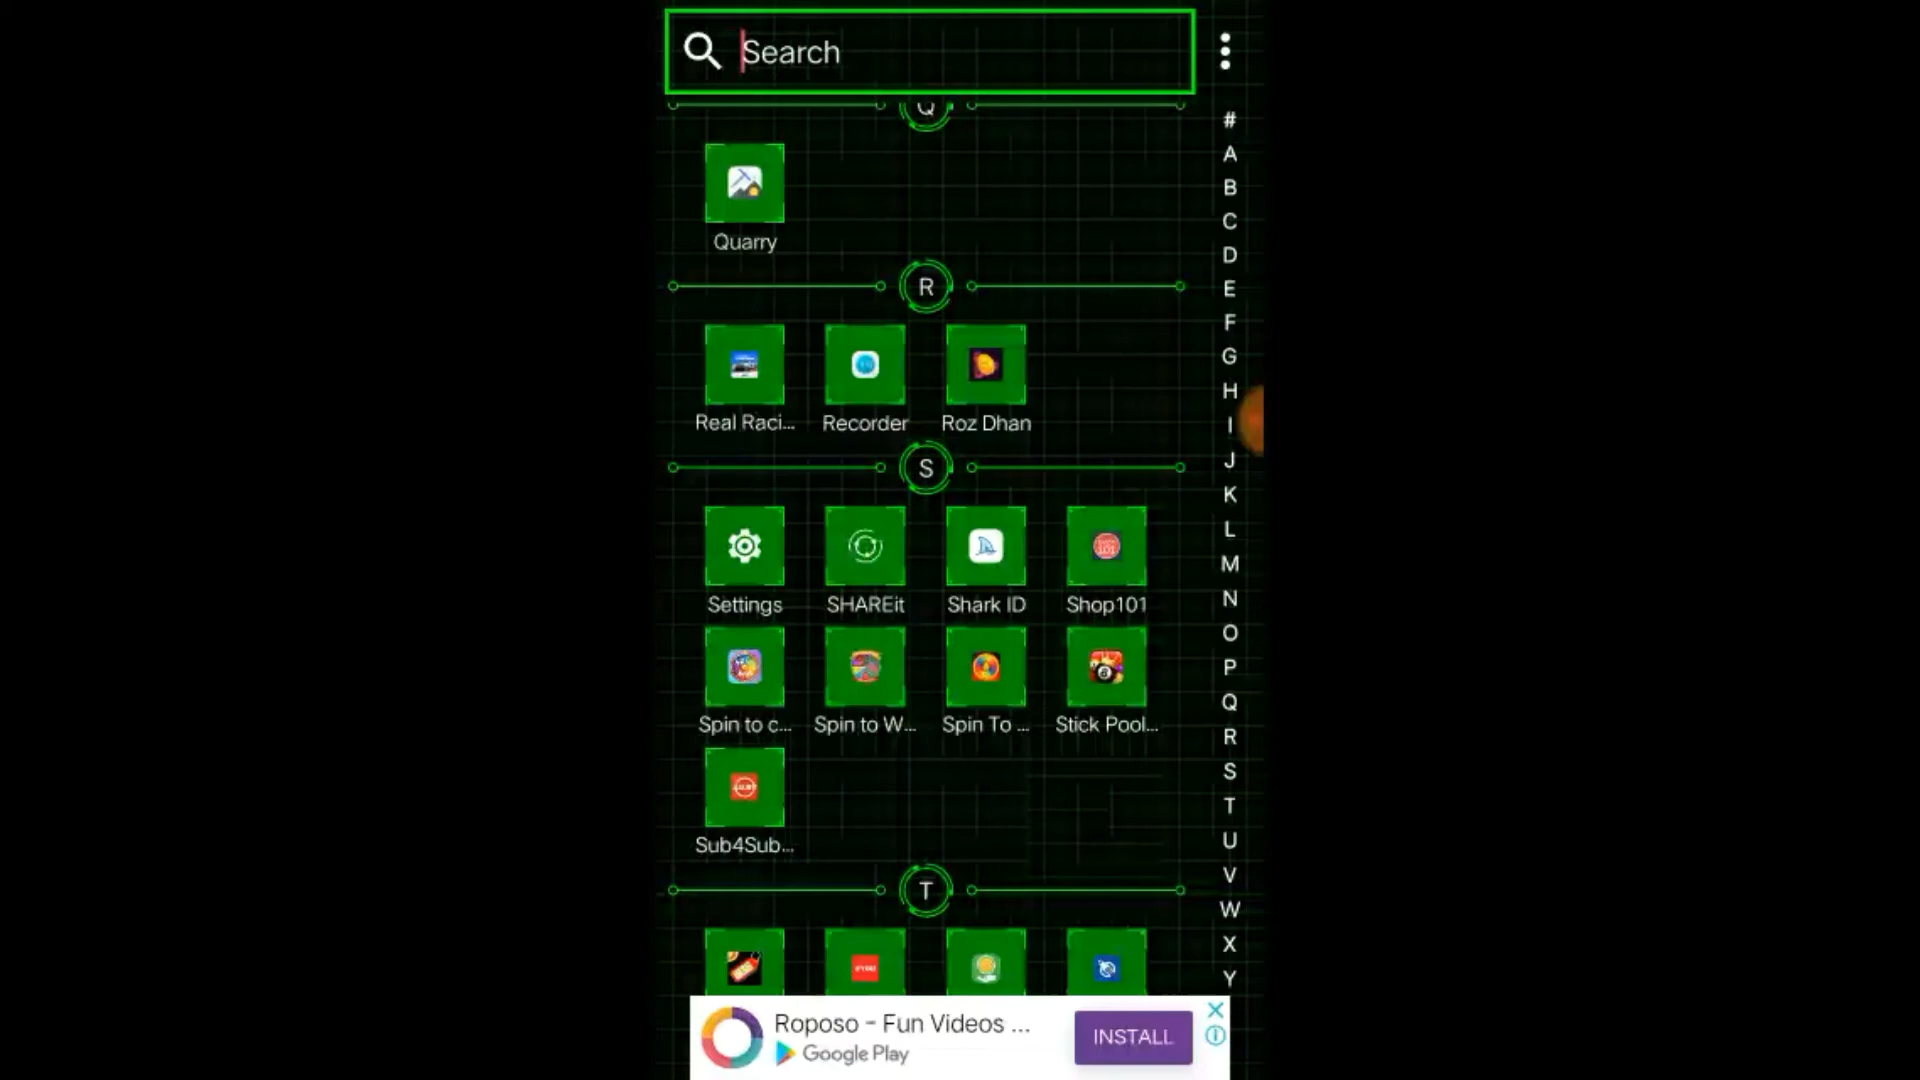 Search
Q
#
A
B
C
D
E
F
G
H
I
J
K
L
M
N
O
P
Q
R
S
T
U
V
W
X
Y
Quarry
R
Real Raci... Recorder Roz Dhan
S
Settings SHAREit Shark ID Shop101
Spin to c... Spin to W... Spin To ... Stick Pool...
Sub4Sub...
T
Roposo - Fun Videos ...
Google Play
INSTALL